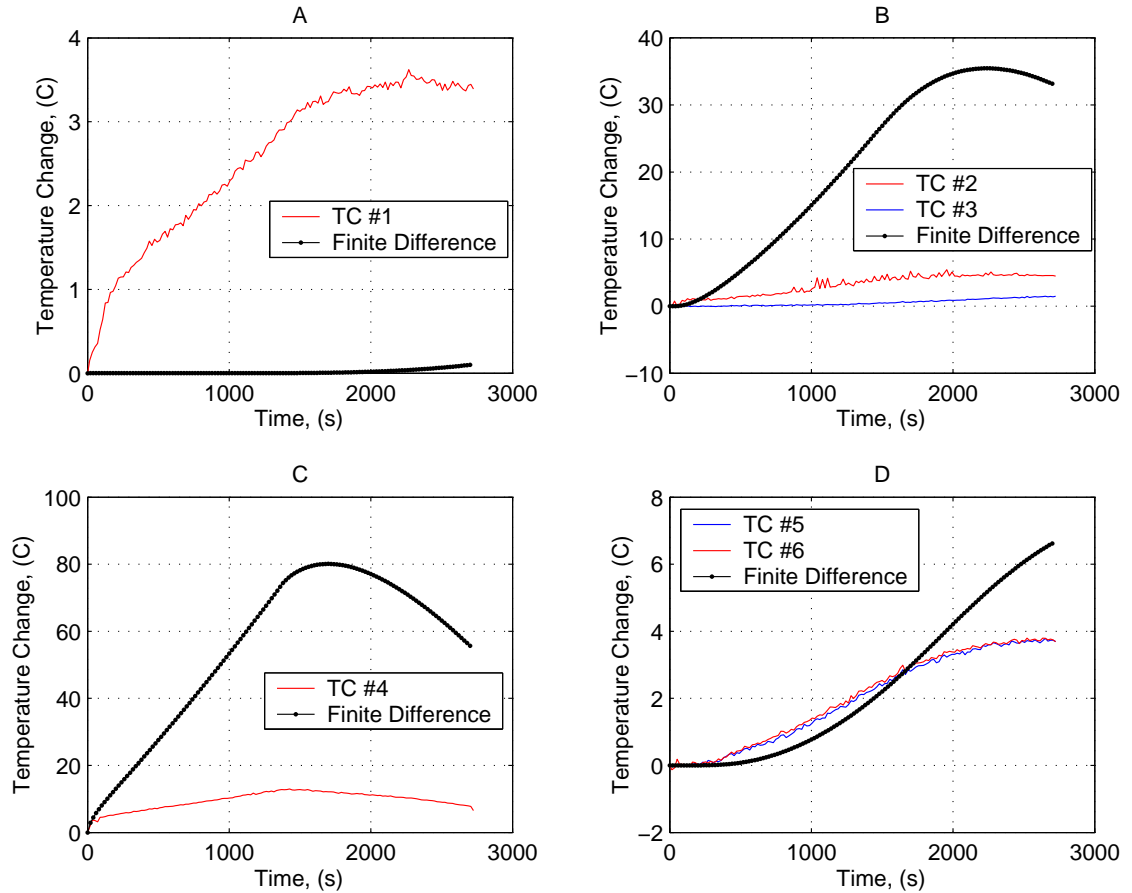 A
4
3
2
1
0
0 1000 2000 3000
Temperature Change, (C)
Time, (s)
TC #1
Finite Difference
B
40
30
20
10
0
−10
0 1000 2000 3000
Temperature Change, (C)
Time, (s)
TC #2
TC #3
Finite Difference
C
100
80
60
40
20
0
0 1000 2000 3000
Temperature Change, (C)
Time, (s)
TC #4
Finite Difference
D
8
6
4
2
0
−2
0 1000 2000 3000
Temperature Change, (C)
Time, (s)
TC #5
TC #6
Finite Difference